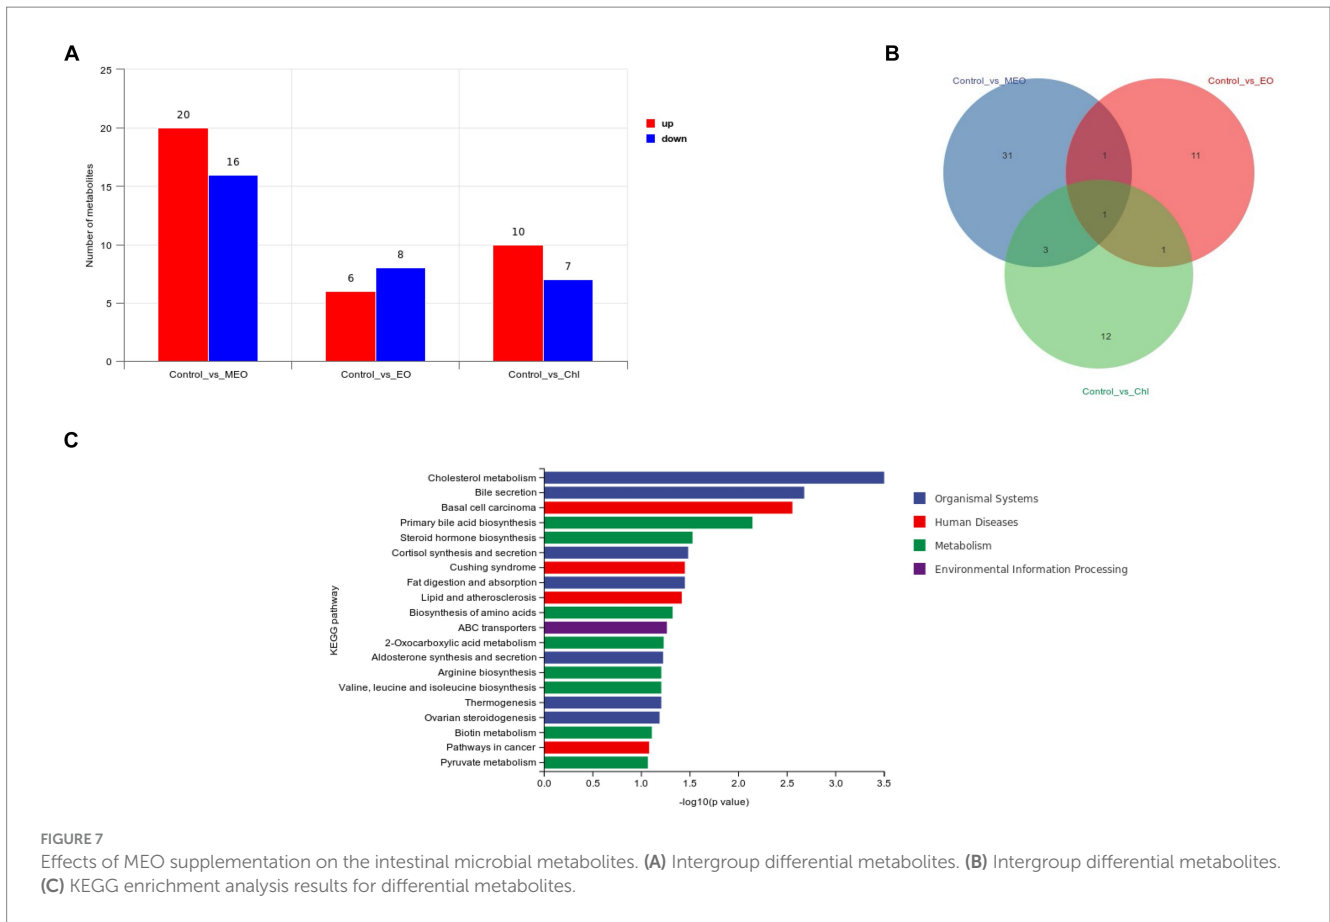 A
25
20
15
10
5
0
Number of metabolites
20
16
6
8
10
7
Control_vs_MEO
Control_vs_EO
Control_vs_Chl
up
down
B
Control_vs_MEO
Control_vs_EO
31
1
11
1
3
1
12
Control_vs_Chl
C
KEGG pathway
Cholesterol metabolism
Bile secretion
Basal cell carcinoma
Primary bile acid biosynthesis
Steroid hormone biosynthesis
Cortisol synthesis and secretion
Cushing syndrome
Fat digestion and absorption
Lipid and atherosclerosis
Biosynthesis of amino acids
ABC transporters
2-Oxocarboxylic acid metabolism
Aldosterone synthesis and secretion
Arginine biosynthesis
Valine, leucine and isoleucine biosynthesis
Thermogenesis
Ovarian steroidogenesis
Biotin metabolism
Pathways in cancer
Pyruvate metabolism
0.0 0.5 1.0 1.5 2.0 2.5 3.0 3.5
-log10(p value)
Organismal Systems
Human Diseases
Metabolism
Environmental Information Processing
FIGURE 7
Effects of MEO supplementation on the intestinal microbial metabolites. (A) Intergroup differential metabolites. (B) Intergroup differential metabolites.
(C) KEGG enrichment analysis results for differential metabolites.